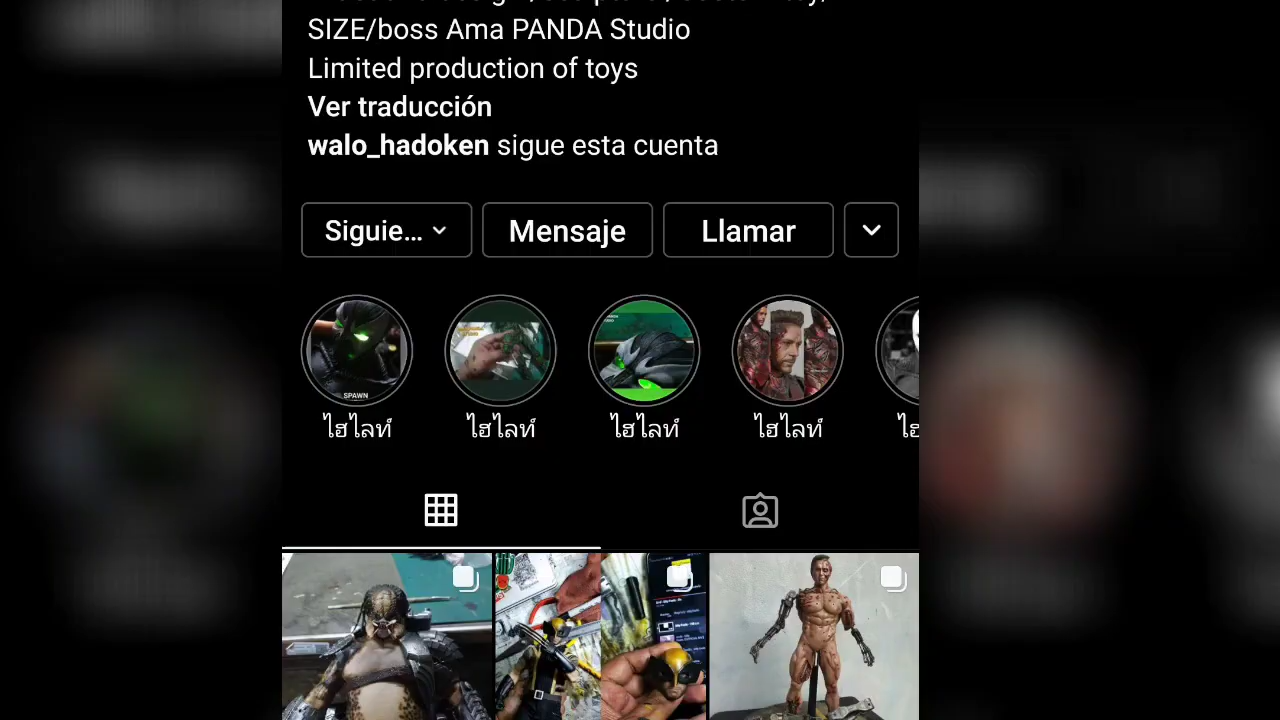 SIZE/boss Ama PANDA Studio
Limited production of toys
Ver traducción
walo_hadoken sigue esta cuenta
Siguie...
Mensaje
Llamar
SPAWN
ไฮไลท์
ไฮไลท์
ไฮไลท์
ไฮไลท์